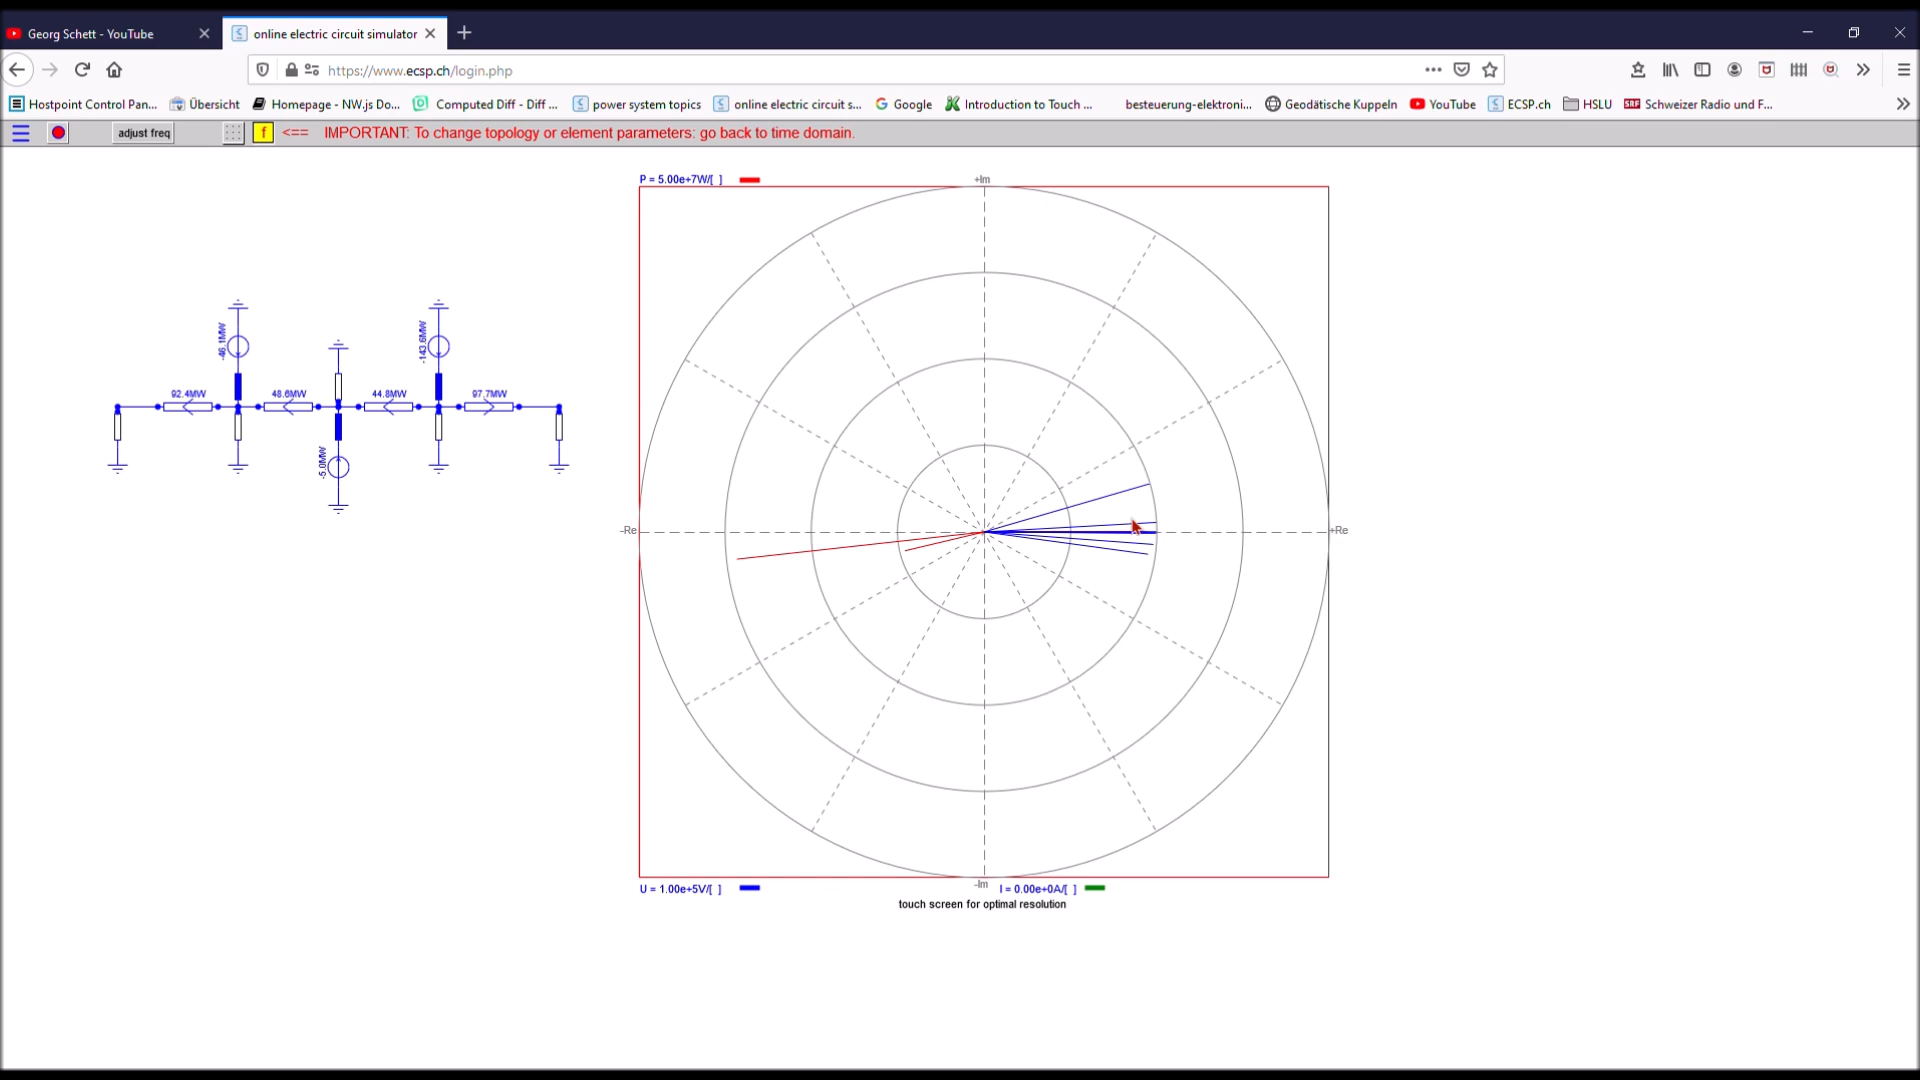 Georg Schett - YouTube
online electric circuit simulator
https://www.ecsp.ch/login.php
Hostpoint Control Pan...
Übersicht
Homepage - NW.js Do...
Computed Diff - Diff ...
power system topics
online electric circuit s...
Google
Introduction to Touch ...
besteuerung-elektroni...
Geodätische Kuppeln
YouTube
ECSP.ch
HSLU
SRF Schweizer Radio und F...
adjust freq
f
<== IMPORTANT: To change topology or element parameters: go back to time domain.
P = 5.00e+7W/[ ]
+Im
-46.1MW
-143.6MW
92.4MW
48.6MW
44.8MW
97.7MW
-5.0MW
-Re
+Re
-Im
U = 1.00e+5V/[ ]
I = 0.00e+0A/[ ]
touch screen for optimal resolution